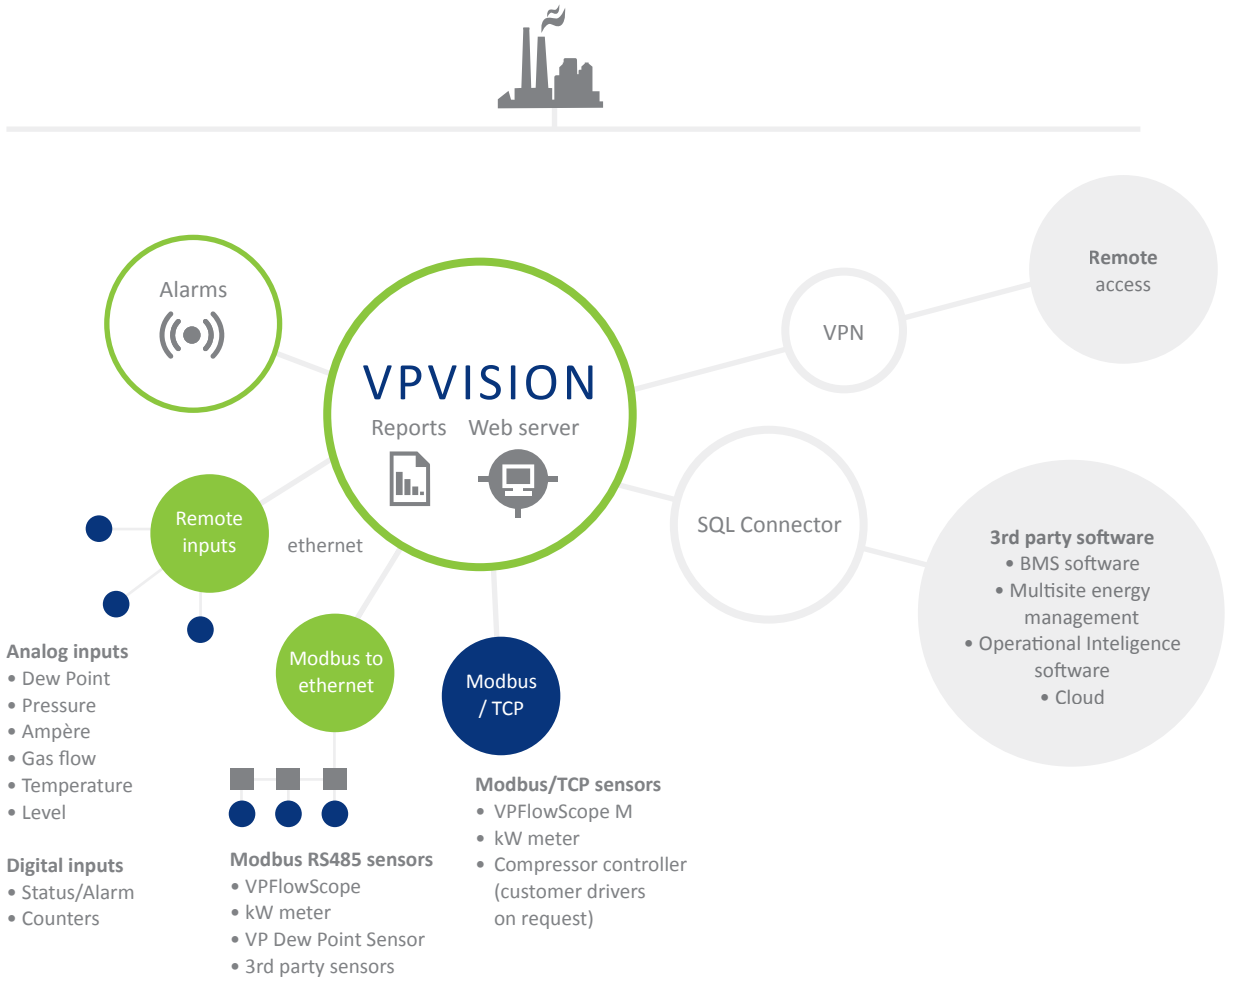 Alarms
VPVISION
Reports
Web server
VPN
Remote
access
SQL Connector
3rd party software
• BMS software
• Multisite energy
management
• Operational Inteligence
software
• Cloud
Remote
inputs
ethernet
Modbus to
ethernet
Modbus
/ TCP
Analog inputs
• Dew Point
• Pressure
• Ampère
• Gas flow
• Temperature
• Level
Digital inputs
• Status/Alarm
• Counters
Modbus RS485 sensors
• VPFlowScope
• kW meter
• VP Dew Point Sensor
• 3rd party sensors
Modbus/TCP sensors
• VPFlowScope M
• kW meter
• Compressor controller
(customer drivers
on request)